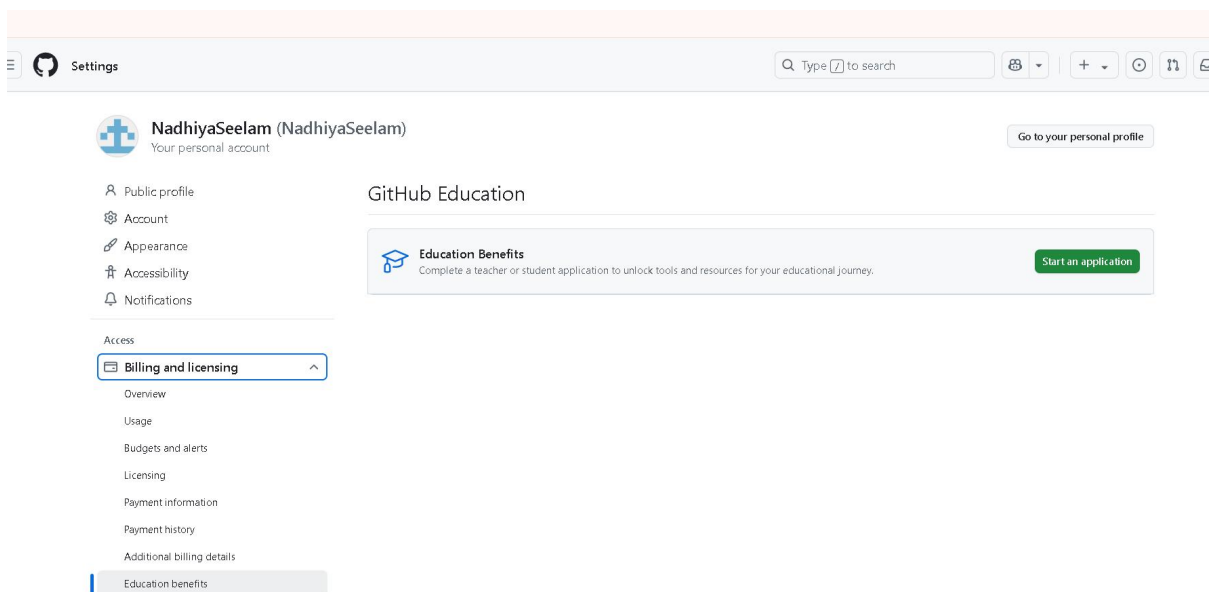 Settings
Type / to search
NadhiyaSeelam (NadhiyaSeelam)
Your personal account
Go to your personal profile
Public profile
Account
Appearance
Accessibility
Notifications
Access
Billing and licensing
Overview
Usage
Budgets and alerts
Licensing
Payment information
Payment history
Additional billing details
Education benefits
GitHub Education
Education Benefits
Complete a teacher or student application to unlock tools and resources for your educational journey.
Start an application